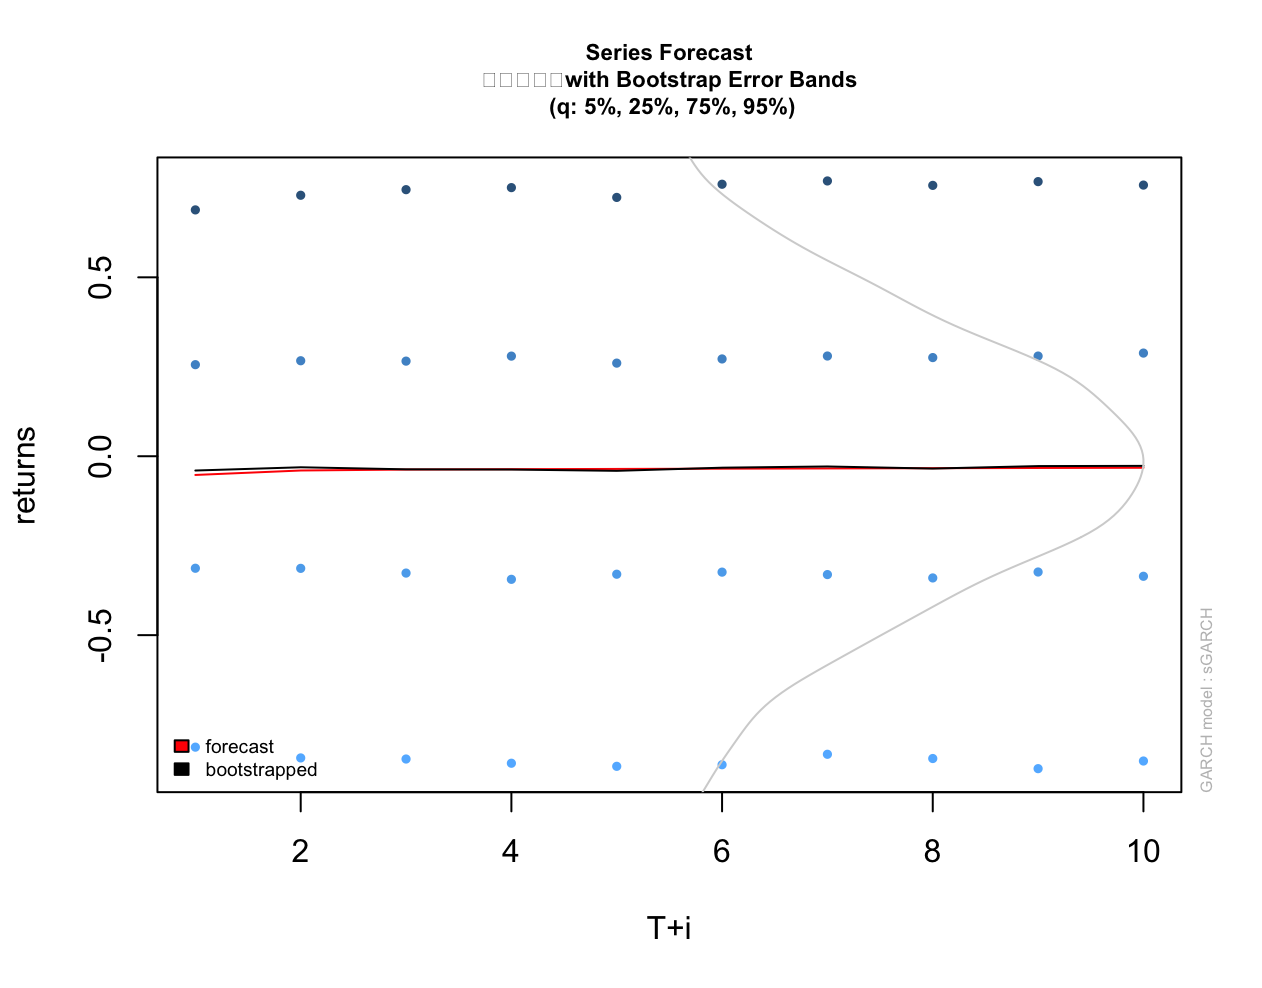 Series Forecast
with Bootstrap Error Bands
(q: 5%, 25%, 75%, 95%)
returns
0.5
0.0
-0.5
forecast
bootstrapped
2
4
6
8
10
T+i
GARCH model : sGARCH